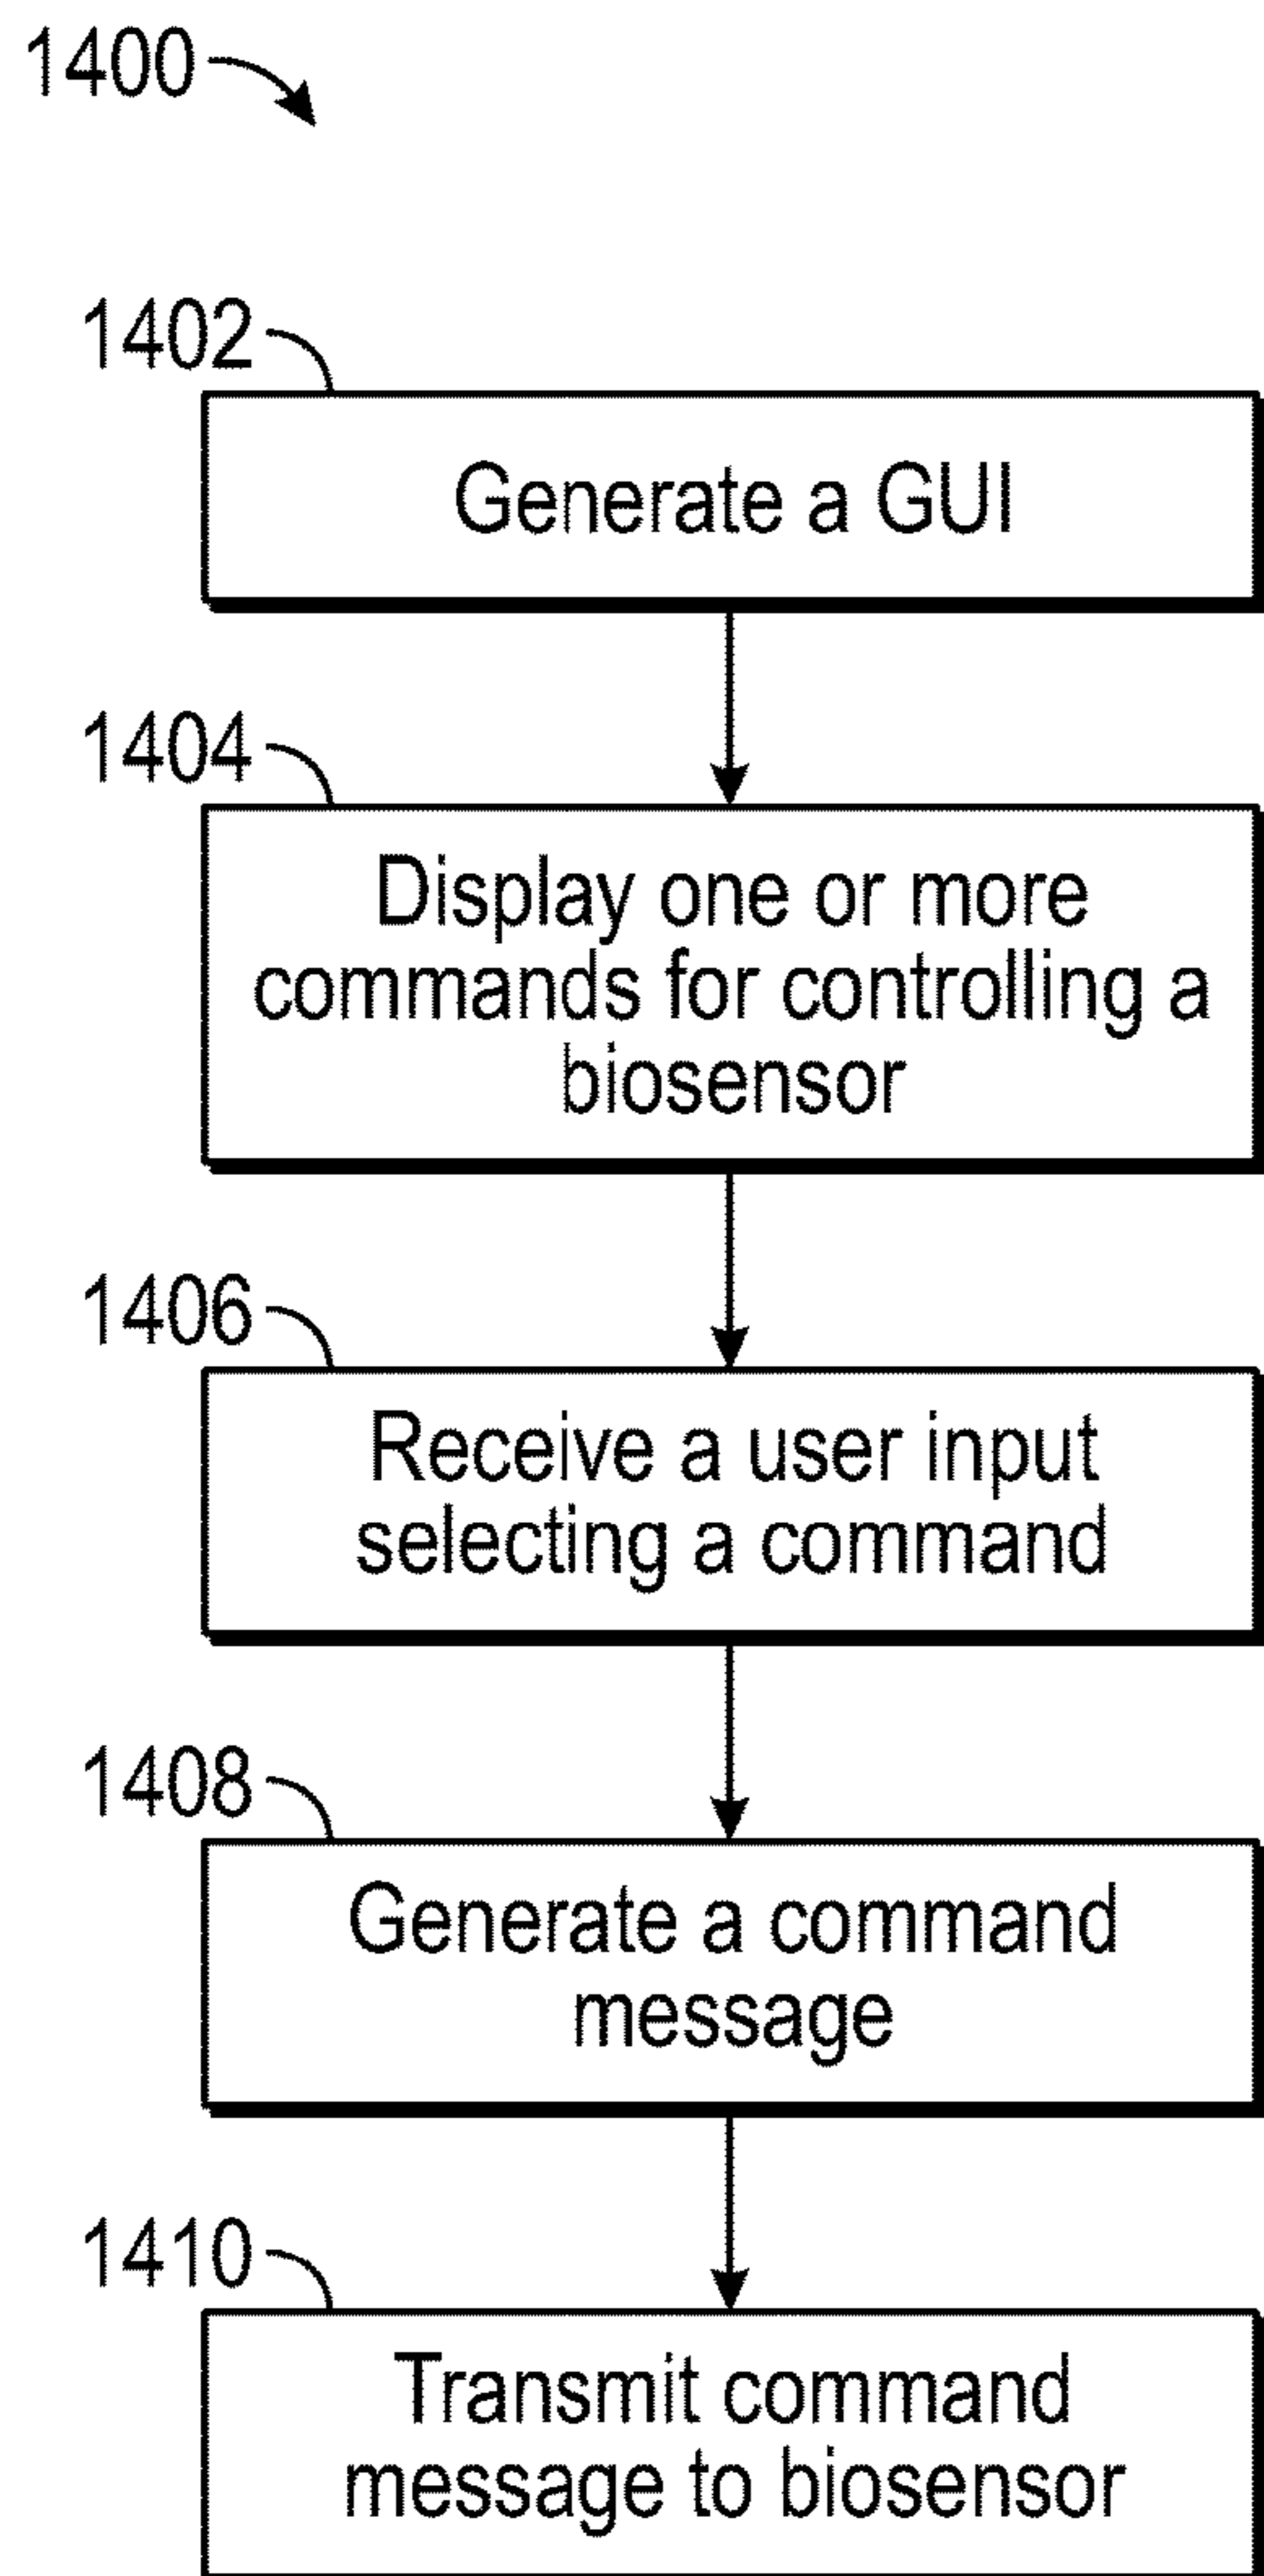 1400
1402
Generate a GUI
1404
Display one or more
commands for controlling a
biosensor
1406
Receive a user input
selecting a command
1408
Generate a command
message
1410
Transmit command
message to biosensor